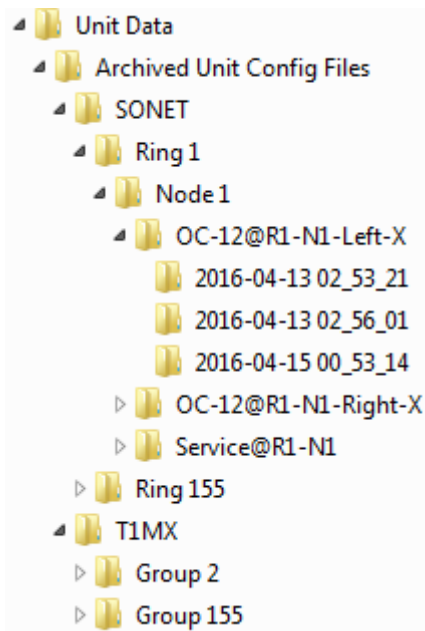 Unit Data
Archived Unit Config Files
SONET
Ring 1
Node 1
OC-12@R1-N1-Left-X
2016-04-13 02_53_21
2016-04-13 02_56_01
2016-04-15 00_53_14
OC-12@R1-N1-Right-X
Service@R1-N1
Ring 155
T1MX
Group 2
Group 155